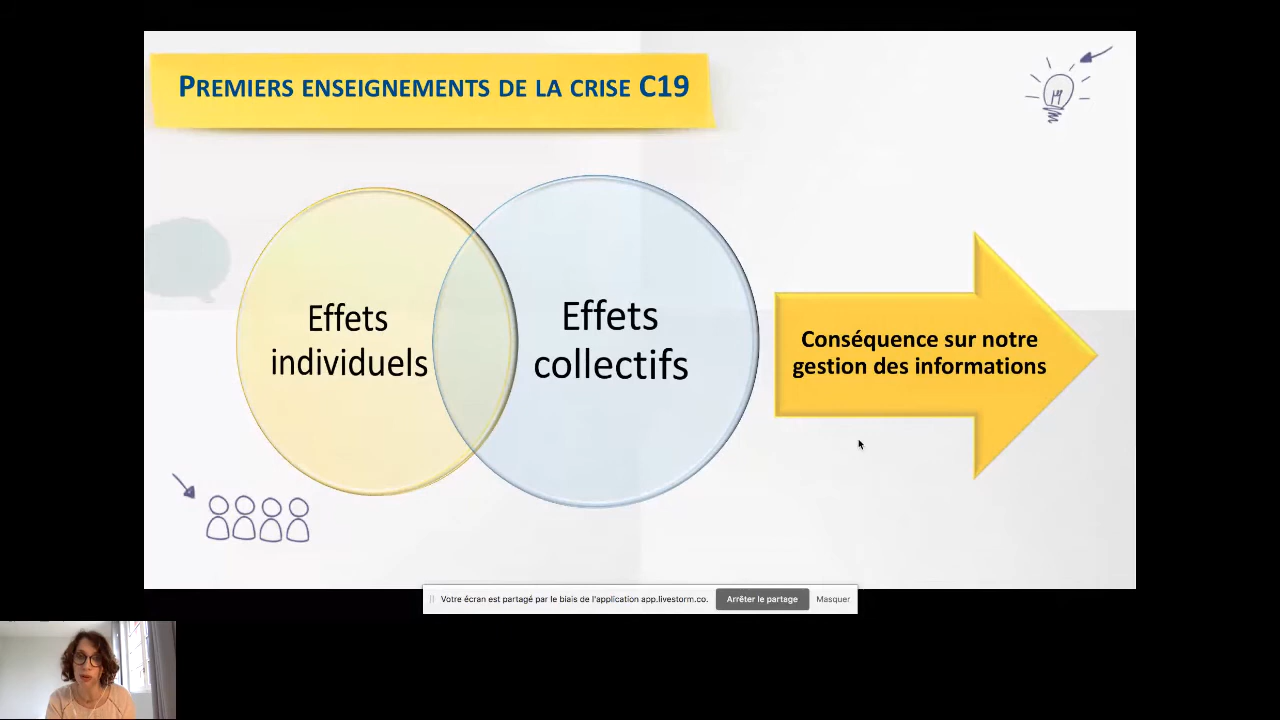 PREMIERS ENSEIGNEMENTS DE LA CRISE C19
Effets
individuels
Effets
collectifs
Conséquence sur notre
gestion des informations
Votre écran est partagé par le biais de l'application app.livestorm.co.
Arrêter le partage
Masquer